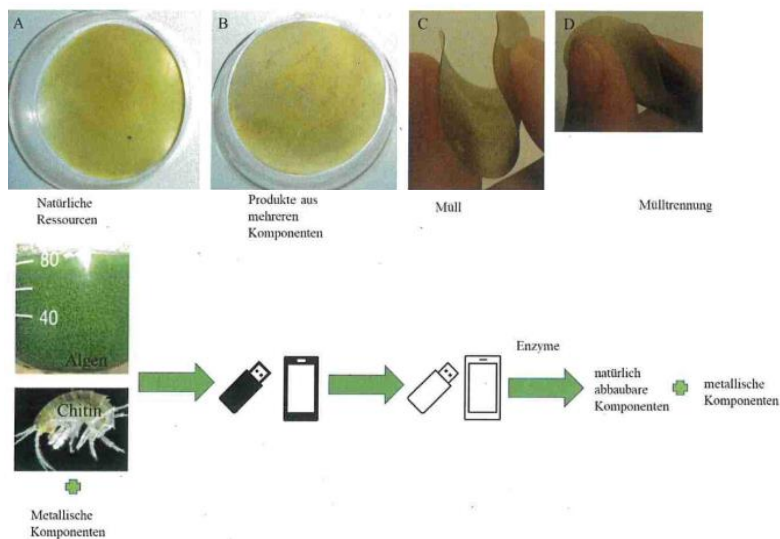 A
B
C
D
Natürliche
Ressourcen
Produkte aus
mehreren
Komponenten
Müll
Mülltrennung
80
40
Algen
Chitin
Metallische
Komponenten
Enzyme
natürlich
abbaubare
Komponenten
metallische
Komponenten